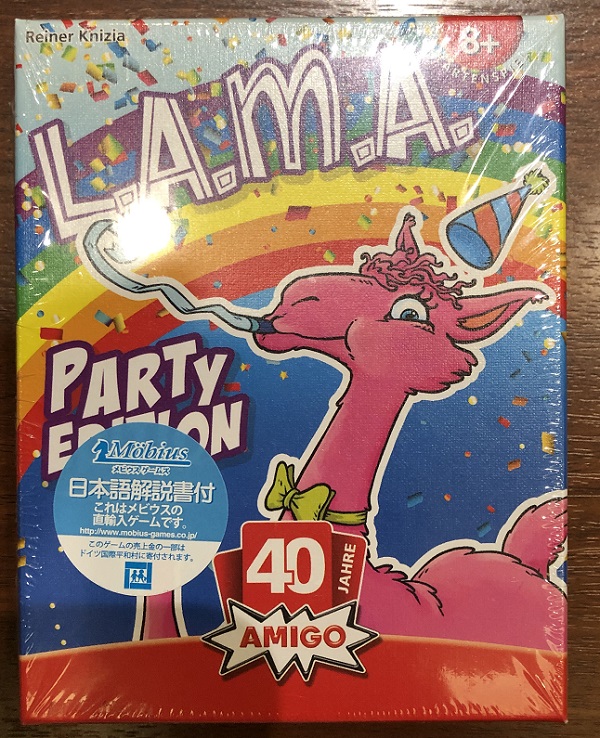 Reiner Knizia
8+
KARTENSPIEL
L.A.M.A.
PARTY
EDITION
Möbius
メビウスゲームズ
日本語解説書付
これはメビウスの
直輸入ゲームです。
http://www.mobius-games.co.jp/
このゲームの売上金の一部は
ドイツ国際平和村に寄付されます。
40
JAHRE
AMIGO